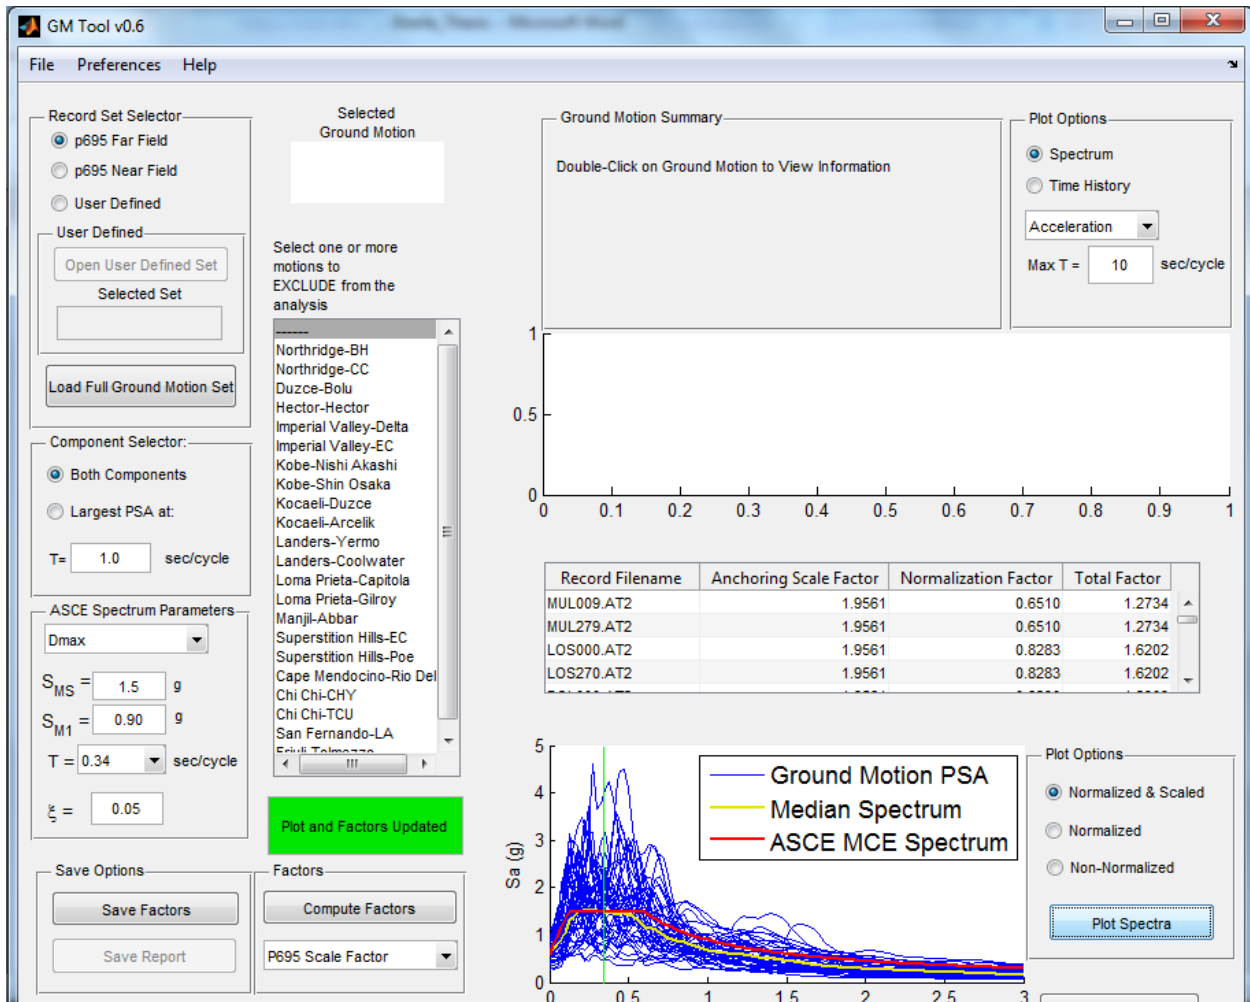 GM Tool v0.6
File Preferences Help
Record Set Selector
p695 Far Field
p695 Near Field
User Defined
User Defined
Open User Defined Set
Selected Set
Load Full Ground Motion Set
Component Selector:
Both Components
Largest PSA at:
T= 1.0 sec/cycle
ASCE Spectrum Parameters
Dmax
SMS = 1.5 g
SM1 = 0.90 g
T = 0.34 sec/cycle
ξ = 0.05
Save Options
Save Factors
Save Report
Selected
Ground Motion
Select one or more
motions to
EXCLUDE from the
analysis
------
Northridge-BH
Northridge-CC
Duzce-Bolu
Hector-Hector
Imperial Valley-Delta
Imperial Valley-EC
Kobe-Nishi Akashi
Kobe-Shin Osaka
Kocaeli-Duzce
Kocaeli-Arcelik
Landers-Yermo
Landers-Coolwater
Loma Prieta-Capitola
Loma Prieta-Gilroy
Manjil-Abbar
Superstition Hills-EC
Superstition Hills-Poe
Cape Mendocino-Rio Del
Chi Chi-CHY
Chi Chi-TCU
San Fernando-LA
Plot and Factors Updated
Factors
Compute Factors
P695 Scale Factor
Ground Motion Summary
Double-Click on Ground Motion to View Information
Plot Options
Spectrum
Time History
Acceleration
Max T = 10 sec/cycle
1
0.5
0
0 0.1 0.2 0.3 0.4 0.5 0.6 0.7 0.8 0.9 1
Record Filename Anchoring Scale Factor Normalization Factor Total Factor
MUL009.AT2 1.9561 0.6510 1.2734
MUL279.AT2 1.9561 0.6510 1.2734
LOS000.AT2 1.9561 0.8283 1.6202
LOS270.AT2 1.9561 0.8283 1.6202
Sa (g)
5
4
3
2
1
0
0 0.5 1 1.5 2 2.5 3
Ground Motion PSA
Median Spectrum
ASCE MCE Spectrum
Plot Options
Normalized & Scaled
Normalized
Non-Normalized
Plot Spectra